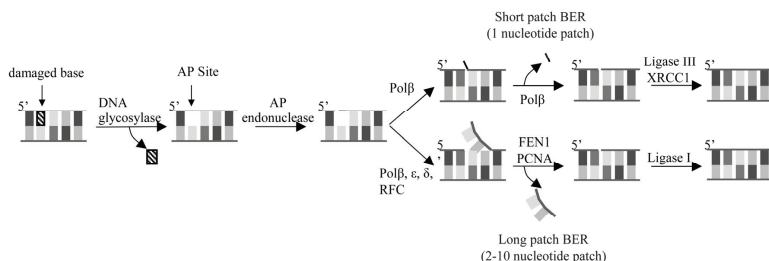 Short patch BER
(1 nucleotide patch)
damaged base
5’
DNA
glycosylase
AP Site
5’
AP
endonuclease
5’
Polβ
5’
Polβ
5’
Ligase III
XRCC1
5’
Polβ, ε, δ,
RFC
5’
’
FEN1
PCNA
5’
Ligase I
5’
Long patch BER
(2-10 nucleotide patch)